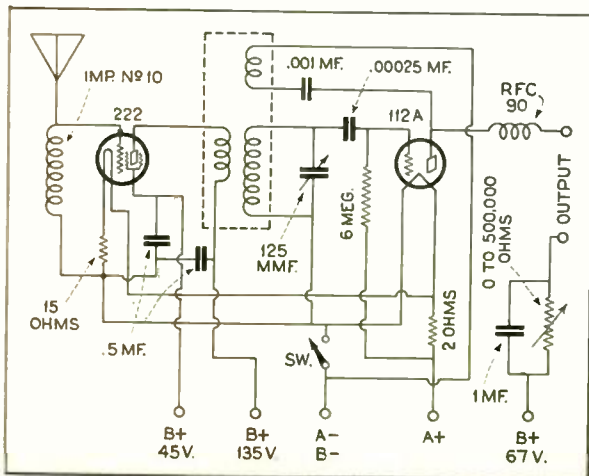 IMP. Nº 10
222
.001 MF.
.00025 MF.
112A
RFC
90
OUTPUT
0 TO 500,000
OHMS
6 MEG.
125
MMF.
15
OHMS
.5 MF.
SW.
2 OHMS
1 MF.
B+
45 V.
B+
135 V.
A-
B-
A+
B+
67 V.